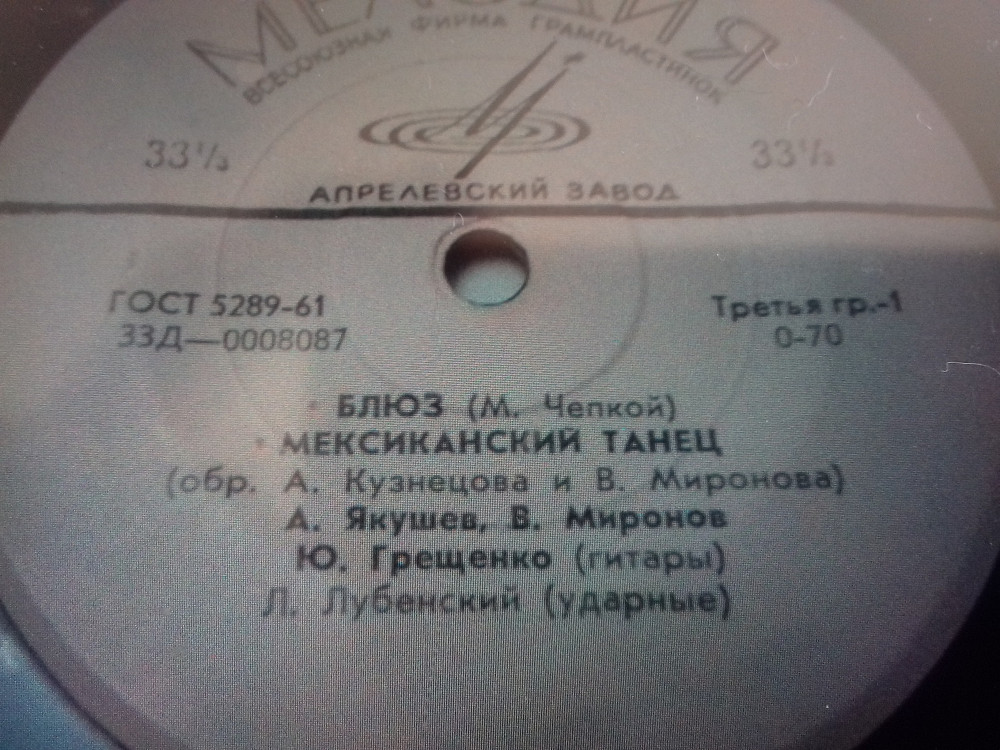 МЕЛОДИЯ
ВСЕСОЮЗНАЯ ФИРМА ГРАМПЛАСТИНОК
33⅓ 33⅓
АПРЕЛЕВСКИЙ ЗАВОД
ГОСТ 5289-61 Третья гр.-1
33Д—0008087 0-70
БЛЮЗ (М. Чепкой)
МЕКСИКАНСКИЙ ТАНЕЦ
(обр. А. Кузнецова и В. Миронова)
А. Якушев, В. Миронов
Ю. Грещенко (гитары)
Л. Лубенский (ударные)